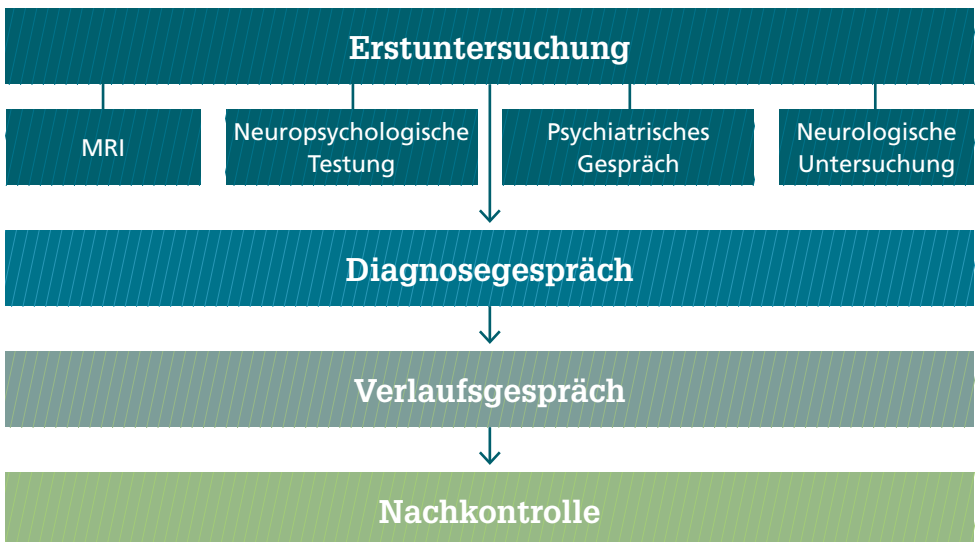 Erstuntersuchung
MRI
Neuropsychologische
Testung
Psychiatrisches
Gespräch
Neurologische
Untersuchung
Diagnosegespräch
Verlaufsgespräch
Nachkontrolle